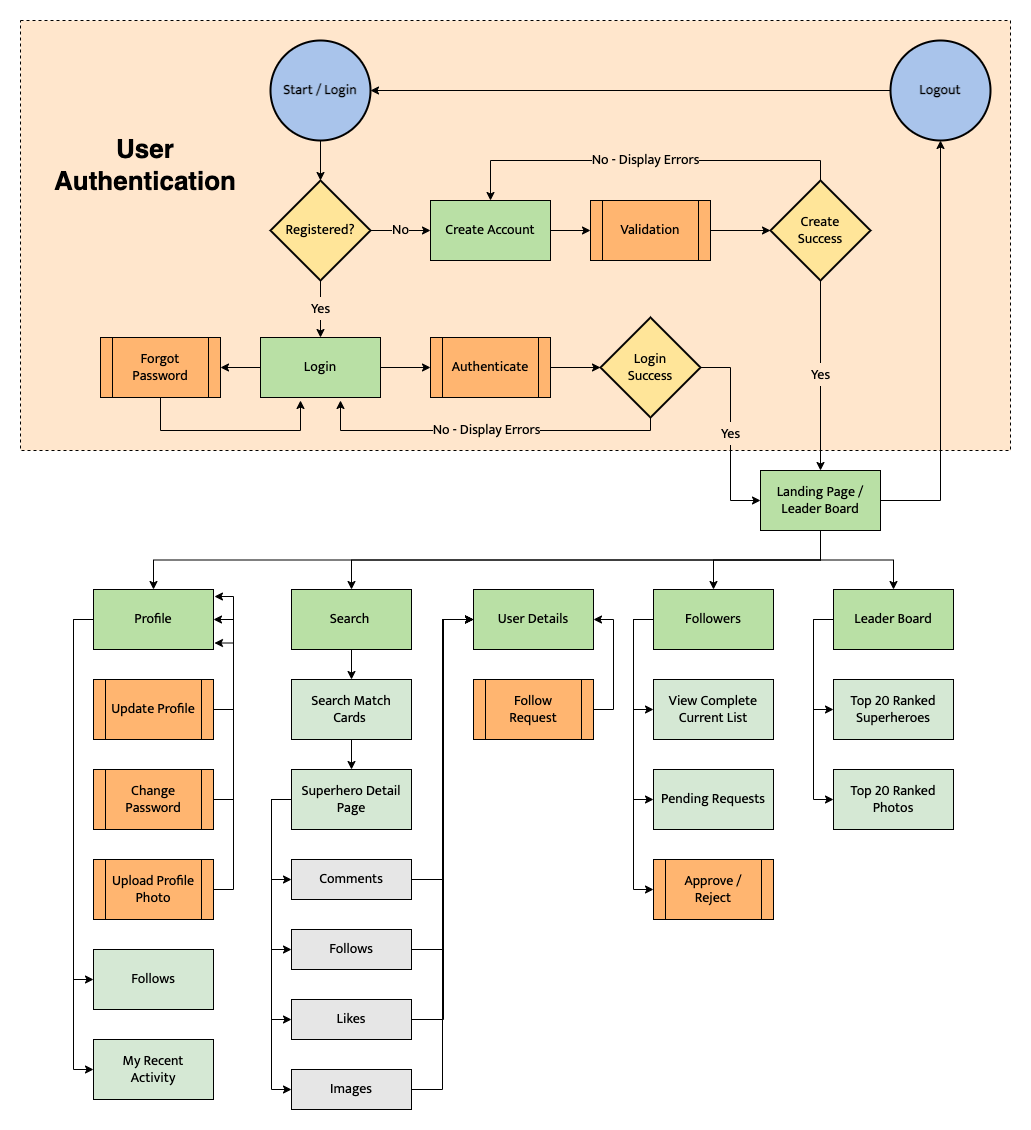 Start / Login
Logout
User
Authentication
No - Display Errors
Registered?
No
Create Account
Validation
Create
Success
Yes
Forgot
Password
Login
Authenticate
Login
Success
Yes
No - Display Errors
Yes
Landing Page /
Leader Board
Profile
Search
User Details
Followers
Leader Board
Update Profile
Search Match
Cards
Follow
Request
View Complete
Current List
Top 20 Ranked
Superheroes
Change
Password
Superhero Detail
Page
Pending Requests
Top 20 Ranked
Photos
Upload Profile
Photo
Comments
Approve /
Reject
Follows
Follows
Likes
My Recent
Activity
Images